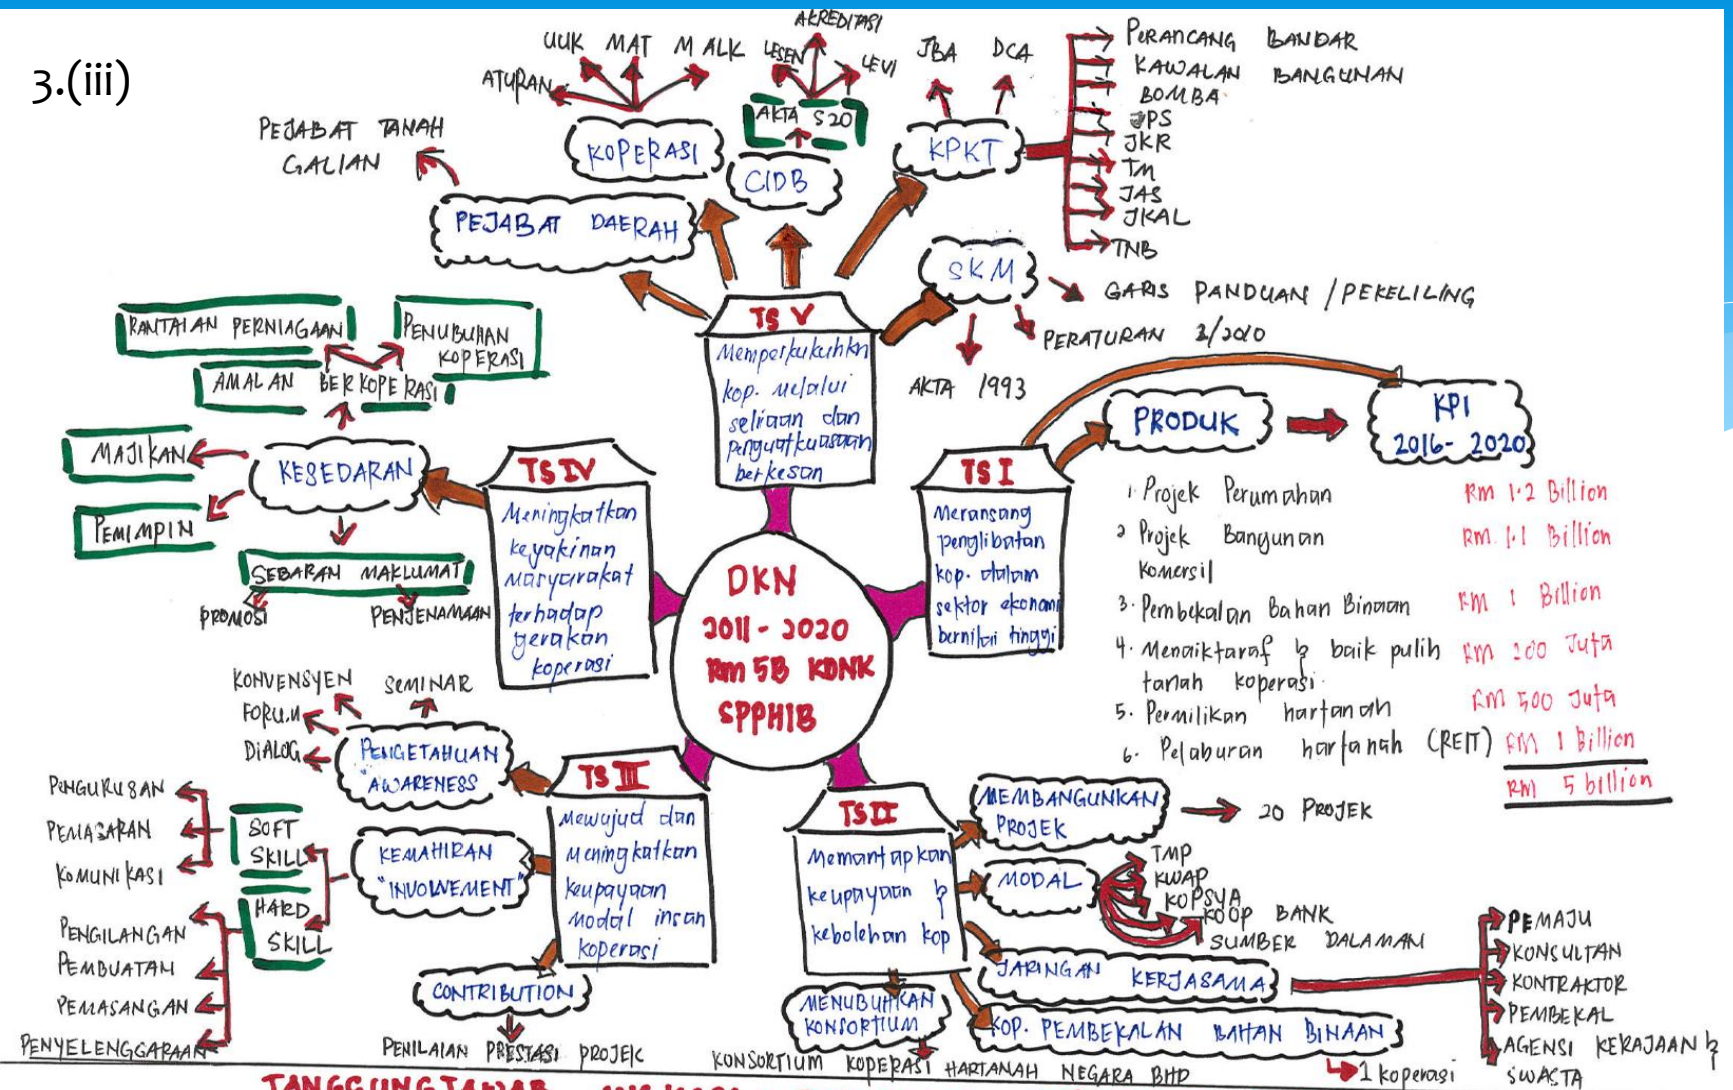 3.(iii)
AKREDITASI
UUK MAT MALK LESEN LEVI
ATURAN
JBA DCA
PERANCANG BANDAR
KAWALAN BANGUNAN
BOMBA
JPS
JKR
TM
JAS
JKAL
TNB
PEJABAT TANAH
GALIAN
KOPERASI
AKTA 520
CIDB
KPKT
PEJABAT DAERAH
SKM
GARIS PANDUAN / PEKELILING
PERATURAN 2/2010
AKTA 1993
TS V
Memperkukuhkn
kop. melalui
seliaan dan
penguatkuasaan
berkesan
RANTAIAN PERNIAGAAN
PENUBUHAN
KOPERASI
AMALAN BERKOPERASI
MAJIKAN
KESEDARAN
PEMIMPIN
SEBARAN MAKLUMAT
PROMOSI
PENJENAMAAN
TS IV
Meningkatkan
keyakinan
Masyarakat
terhadap
gerakan
koperasi
TS I
Meransang
penglibatan
kop. dalam
sektor ekonomi
bernilai tinggi
PRODUK
KPI
2016-2020
1. Projek Perumahan Rm 1.2 Billion
2 Projek Bangunan Rm 1.1 Billion
Komersil
3. Pembekalan Bahan Binaan Rm 1 Billion
4. Menaiktaraf & baik pulih Rm 200 Juta
tanah koperasi.
5. Permilikan hartanah Rm 500 Juta
6. Pelaburan hartanah (REIT) Rm 1 Billion
Rm 5 billion
DKN
2011 - 2020
Rm 5B KDNK
SPPHIB
KONVENSYEN
SEMINAR
FORUM
DIALOG
PENGETAHUAN
"AWARENESS
PENGURUSAN
PEMASARAN
KOMUNIKASI
SOFT
SKILL
HARD
SKILL
KEMAHIRAN
"INVOLVEMENT"
PENGILANGAN
PEMBUATAN
PEMASANGAN
PENYELENGGARAAN
CONTRIBUTION
PENILAIAN PRESTASI PROJEK
TS III
Mewujud dan
Meningkatkan
keupayaan
Modal insan
koperasi
TS II
Memantapkan
keupayaan &
kebolehan kop
MEMBANGUNKAN
PROJEK
20 PROJEK
MODAL
TMP
KWAP
KOPSYA
KOOP BANK
SUMBER DALAMAN
JARINGAN KERJASAMA
PEMAJU
KONSULTAN
KONTRAKTOR
PEMBEKAL
AGENSI KERAJAAN &
SWASTA
MENUBUHKAN
KONSORTIUM
KONSORTIUM KOPERASI HARTANAH NEGARA BHD
KOP. PEMBEKALAN BAHAN BINAAN
1 koperasi